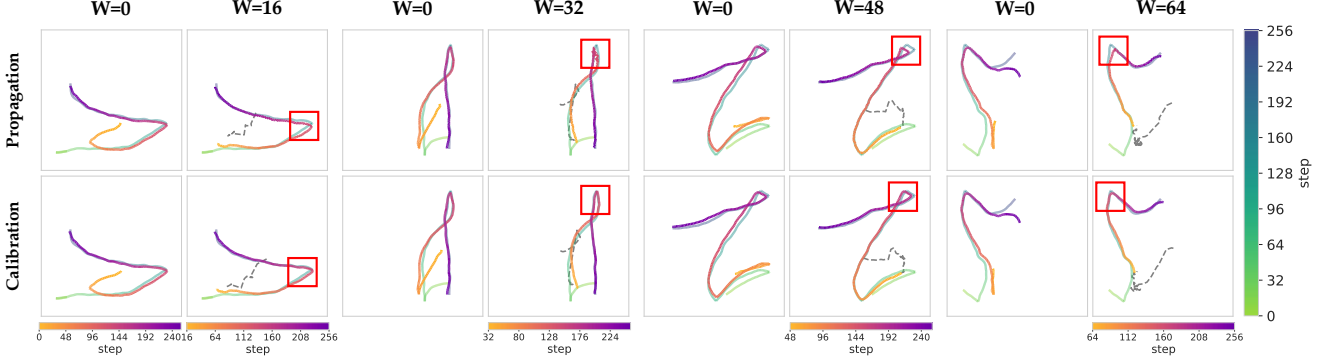 W=0 W=16 W=0 W=32 W=0 W=48 W=0 W=64
Propagation
Calibration
256
224
192
160
128
96
64
32
0
step
0 48 96 144 192 240
step
16 64 112 160 208 256
step
32 80 128 176 224
step
48 96 144 192 240
step
64 112 160 208 256
step